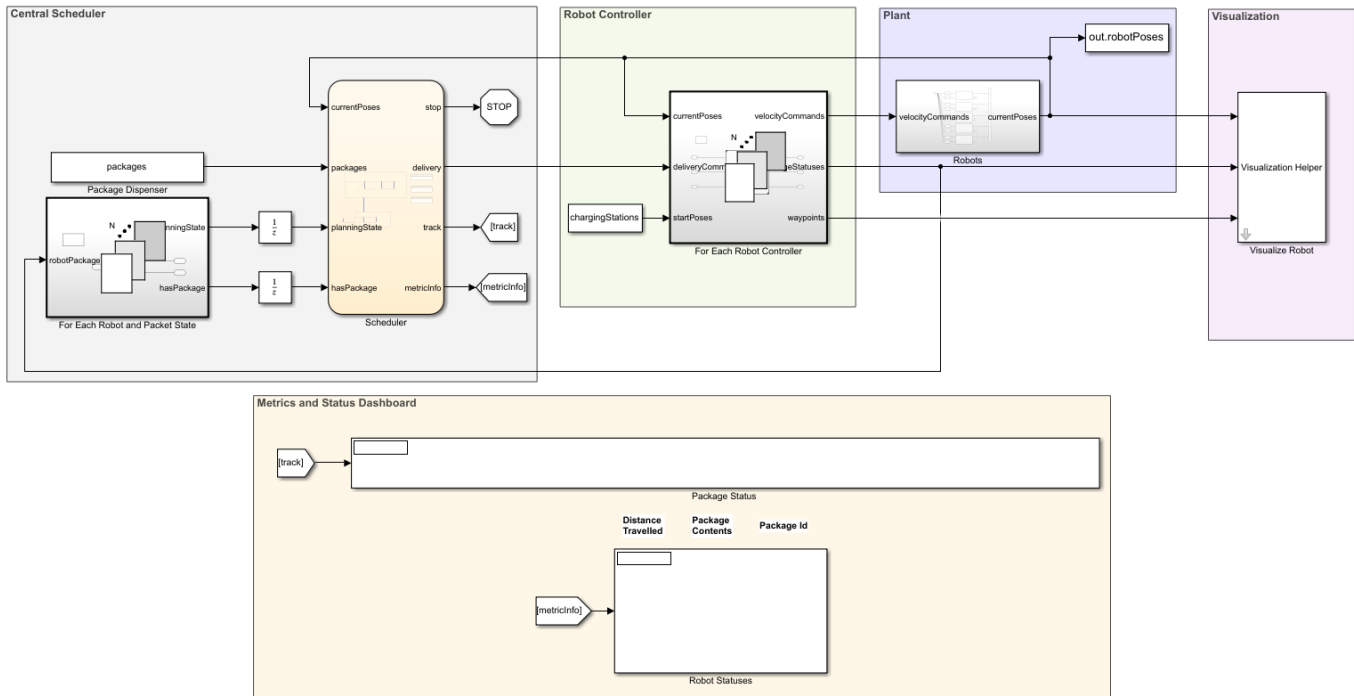 Central Scheduler
currentPoses
stop
STOP
packages
Package Dispenser
packages
delivery
N
nningState
1
z
planningState
track
[track]
robotPackage
hasPackage
1
z
hasPackage
metricInfo
[metricInfo]
For Each Robot and Packet State
Scheduler
Robot Controller
currentPoses
velocityCommands
N
deliveryComm
geStatuses
chargingStations
startPoses
waypoints
For Each Robot Controller
Plant
out.robotPoses
velocityCommands
currentPoses
Robots
Visualization
Visualization Helper
Visualize Robot
Metrics and Status Dashboard
[track]
Package Status
Distance
Travelled
Package
Contents
Package Id
[metricInfo]
Robot Statuses